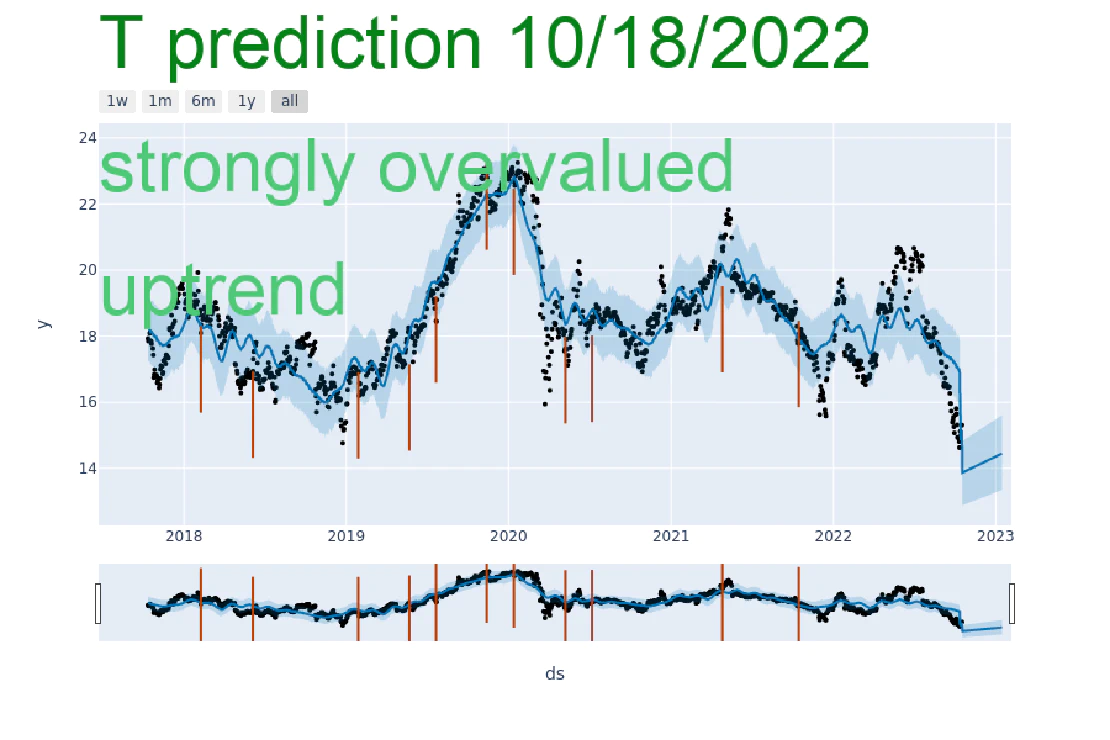 T prediction 10/18/2022
1w 1m 6m 1y all
strongly overvalued
uptrend
24
22
20
18
16
14
y
2018 2019 2020 2021 2022 2023
ds